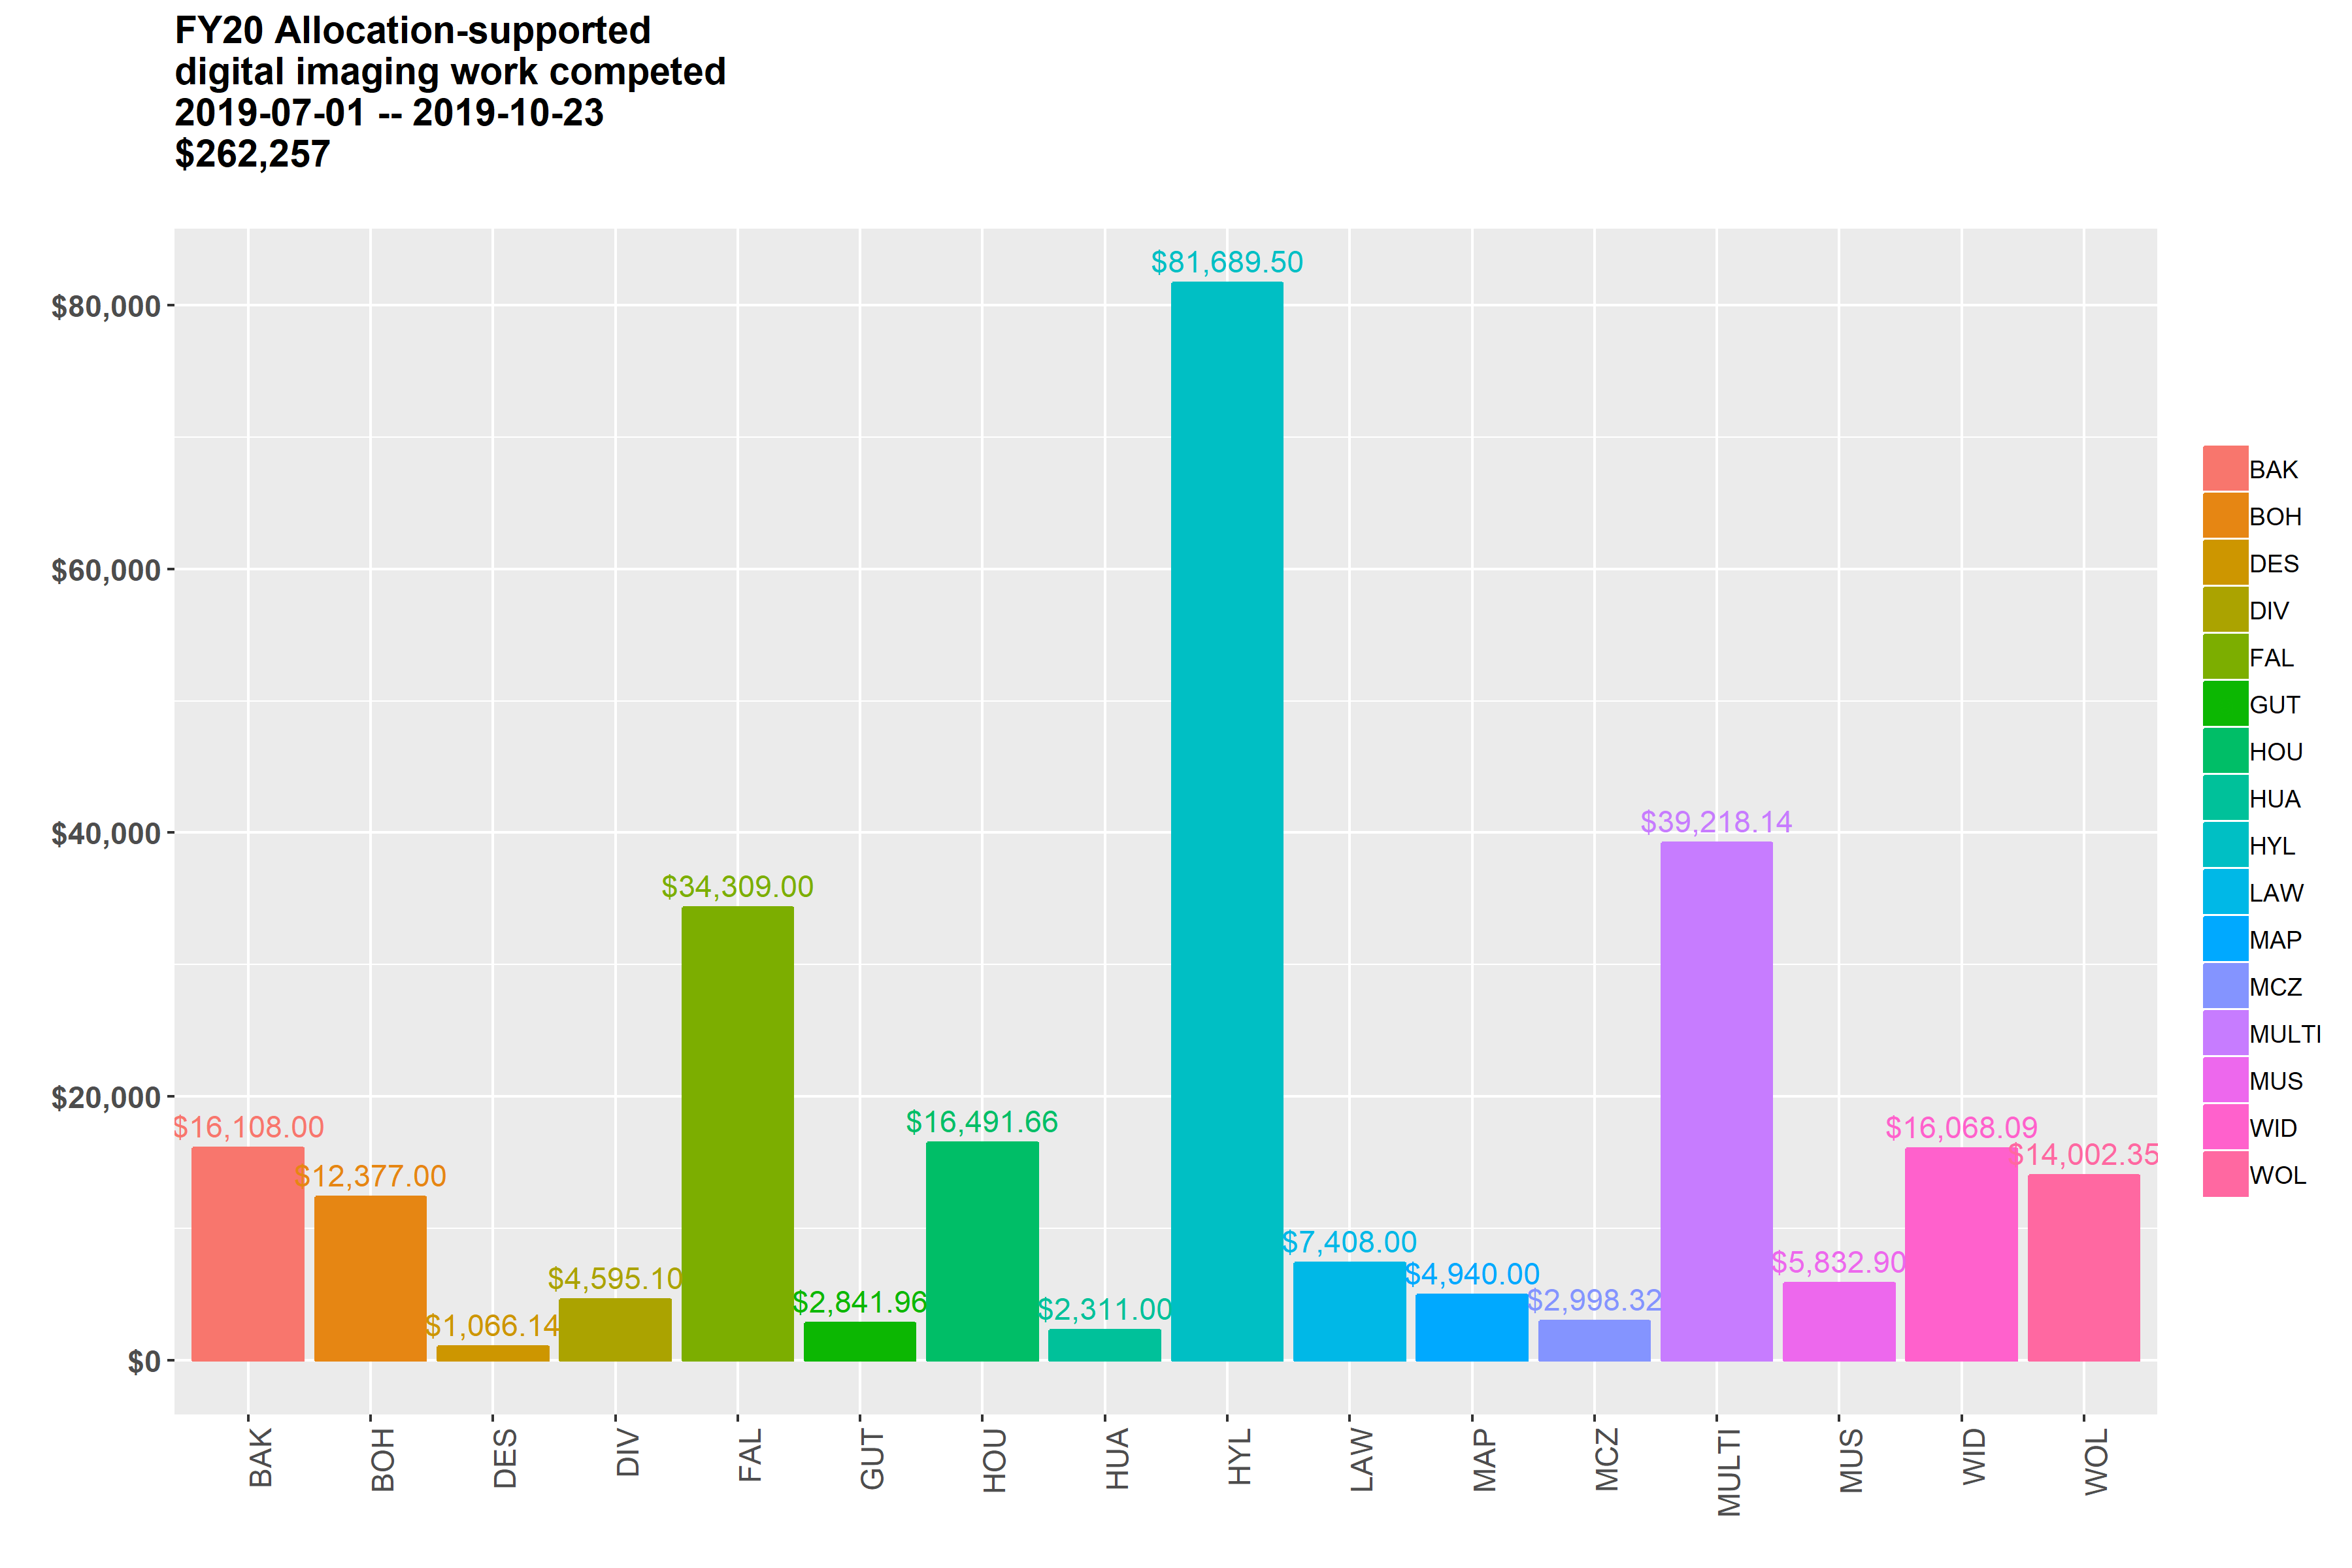 FY20 Allocation-supported
digital imaging work competed
2019-07-01 -- 2019-10-23
$262,257
$80,000
$60,000
$40,000
$20,000
$0
$16,108.00
$12,377.00
$1,066.14
$4,595.10
$34,309.00
$2,841.96
$16,491.66
$2,311.00
$81,689.50
$7,408.00
$4,940.00
$2,998.32
$39,218.14
$5,832.90
$16,068.09
$14,002.35
BAK
BOH
DES
DIV
FAL
GUT
HOU
HUA
HYL
LAW
MAP
MCZ
MULTI
MUS
WID
WOL
BAK
BOH
DES
DIV
FAL
GUT
HOU
HUA
HYL
LAW
MAP
MCZ
MULTI
MUS
WID
WOL